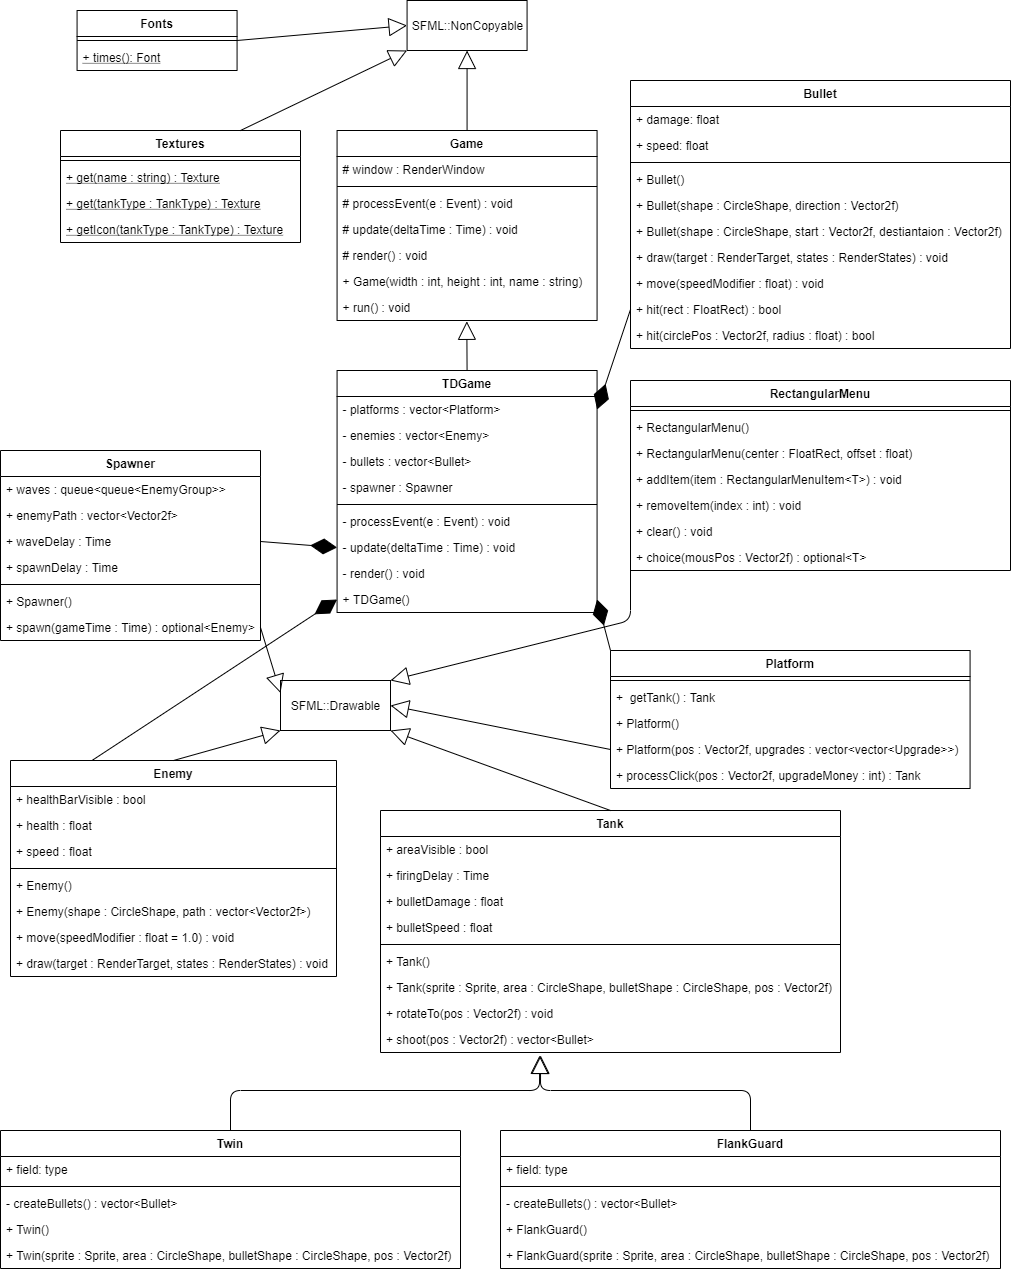 Fonts
+ times(): Font
SFML::NonCopyable
Textures
+ get(name : string) : Texture
+ get(tankType : TankType) : Texture
+ getIcon(tankType : TankType) : Texture
Game
# window : RenderWindow
# processEvent(e : Event) : void
# update(deltaTime : Time) : void
# render() : void
+ Game(width : int, height : int, name : string)
+ run() : void
Bullet
+ damage: float
+ speed: float
+ Bullet()
+ Bullet(shape : CircleShape, direction : Vector2f)
+ Bullet(shape : CircleShape, start : Vector2f, destiantaion : Vector2f)
+ draw(target : RenderTarget, states : RenderStates) : void
+ move(speedModifier : float) : void
+ hit(rect : FloatRect) : bool
+ hit(circlePos : Vector2f, radius : float) : bool
TDGame
- platforms : vector<Platform>
- enemies : vector<Enemy>
- bullets : vector<Bullet>
- spawner : Spawner
- processEvent(e : Event) : void
- update(deltaTime : Time) : void
- render() : void
+ TDGame()
RectangularMenu
+ RectangularMenu()
+ RectangularMenu(center : FloatRect, offset : float)
+ addItem(item : RectangularMenuItem<T>) : void
+ removeItem(index : int) : void
+ clear() : void
+ choice(mousPos : Vector2f) : optional<T>
Spawner
+ waves : queue<queue<EnemyGroup>>
+ enemyPath : vector<Vector2f>
+ waveDelay : Time
+ spawnDelay : Time
+ Spawner()
+ spawn(gameTime : Time) : optional<Enemy>
SFML::Drawable
Platform
+ getTank() : Tank
+ Platform()
+ Platform(pos : Vector2f, upgrades : vector<vector<Upgrade>>)
+ processClick(pos : Vector2f, upgradeMoney : int) : Tank
Enemy
+ healthBarVisible : bool
+ health : float
+ speed : float
+ Enemy()
+ Enemy(shape : CircleShape, path : vector<Vector2f>)
+ move(speedModifier : float = 1.0) : void
+ draw(target : RenderTarget, states : RenderStates) : void
Tank
+ areaVisible : bool
+ firingDelay : Time
+ bulletDamage : float
+ bulletSpeed : float
+ Tank()
+ Tank(sprite : Sprite, area : CircleShape, bulletShape : CircleShape, pos : Vector2f)
+ rotateTo(pos : Vector2f) : void
+ shoot(pos : Vector2f) : vector<Bullet>
Twin
+ field: type
- createBullets() : vector<Bullet>
+ Twin()
+ Twin(sprite : Sprite, area : CircleShape, bulletShape : CircleShape, pos : Vector2f)
FlankGuard
+ field: type
- createBullets() : vector<Bullet>
+ FlankGuard()
+ FlankGuard(sprite : Sprite, area : CircleShape, bulletShape : CircleShape, pos : Vector2f)